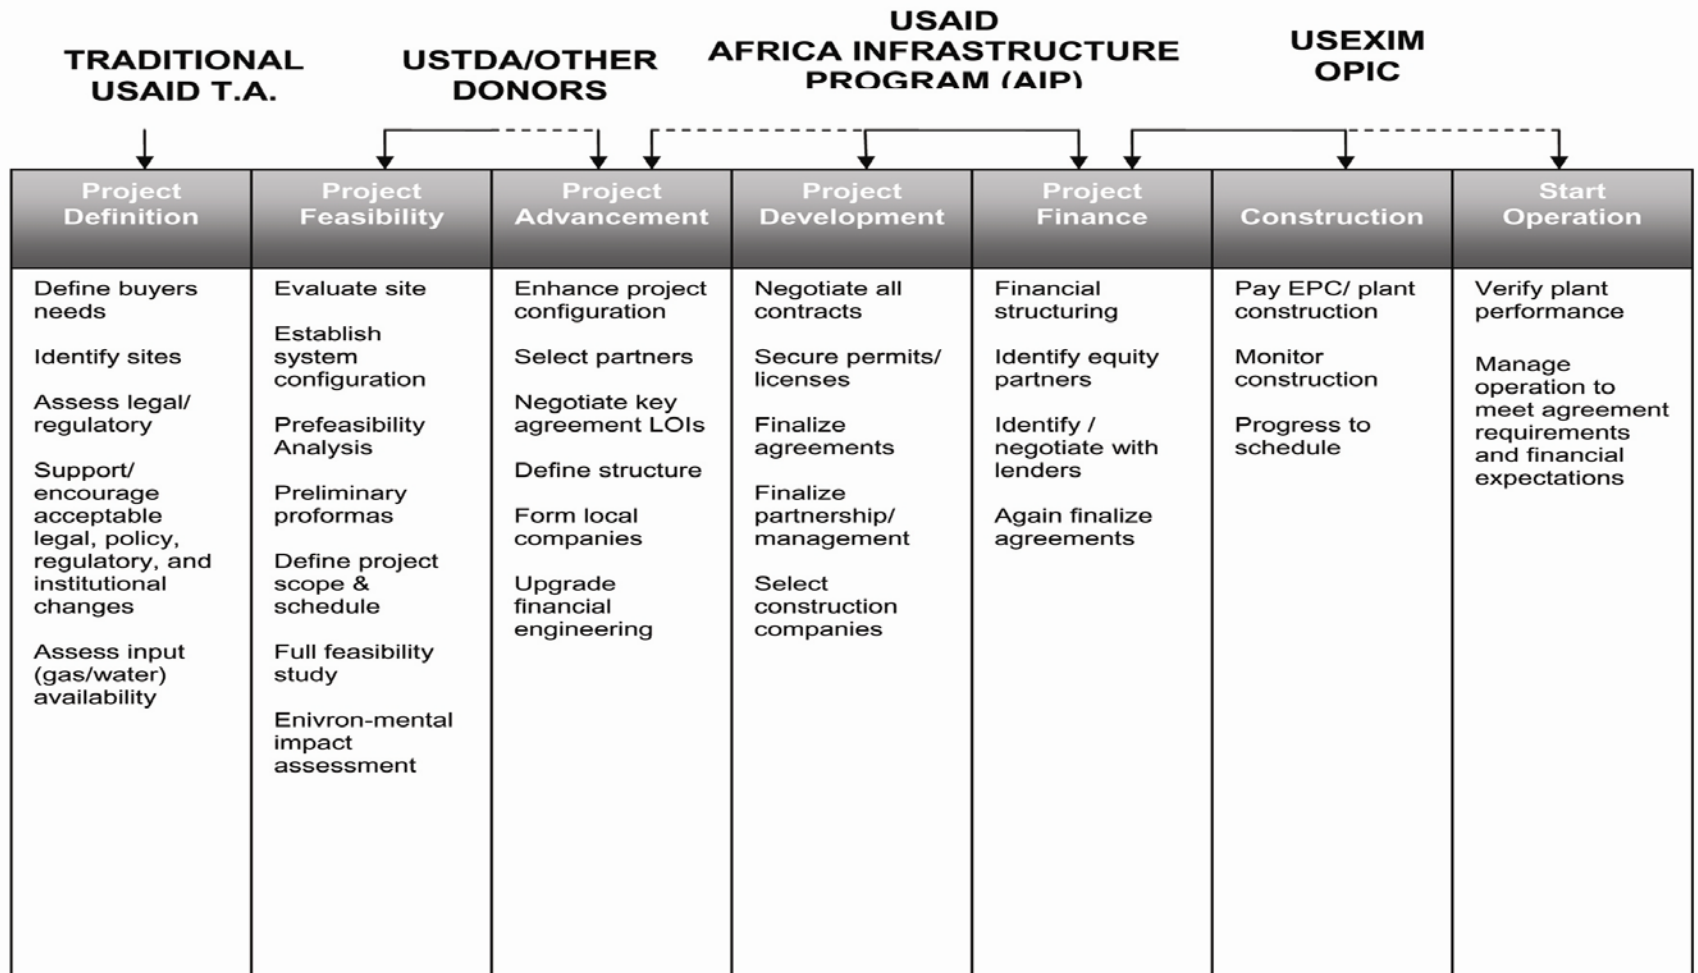 TRADITIONAL
USAID T.A.
USTDA/OTHER
DONORS
USAID
AFRICA INFRASTRUCTURE
PROGRAM (AIP)
USEXIM
OPIC
Project
Definition
Project
Feasibility
Project
Advancement
Project
Development
Project
Finance
Construction
Start
Operation
Define buyers
needs
Identify sites
Assess legal/
regulatory
Support/
encourage
acceptable
legal, policy,
regulatory, and
institutional
changes
Assess input
(gas/water)
availability
Evaluate site
Establish
system
configuration
Prefeasibility
Analysis
Preliminary
proformas
Define project
scope &
schedule
Full feasibility
study
Enivron-mental
impact
assessment
Enhance project
configuration
Select partners
Negotiate key
agreement LOIs
Define structure
Form local
companies
Upgrade
financial
engineering
Negotiate all
contracts
Secure permits/
licenses
Finalize
agreements
Finalize
partnership/
management
Select
construction
companies
Financial
structuring
Identify equity
partners
Identify /
negotiate with
lenders
Again finalize
agreements
Pay EPC/ plant
construction
Monitor
construction
Progress to
schedule
Verify plant
performance
Manage
operation to
meet agreement
requirements
and financial
expectations